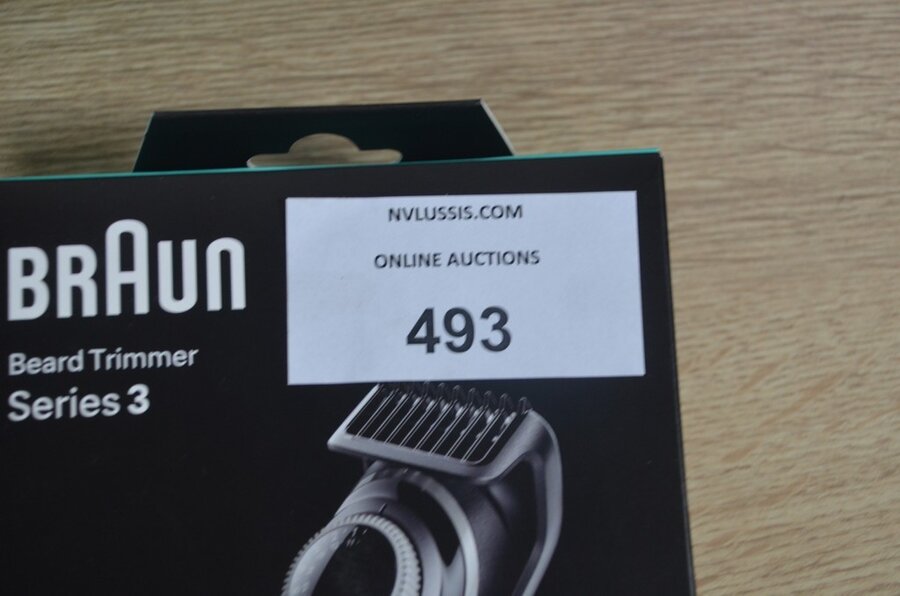 BRAUN
Beard Trimmer
Series 3
NVLUSSIS.COM
ONLINE AUCTIONS
493